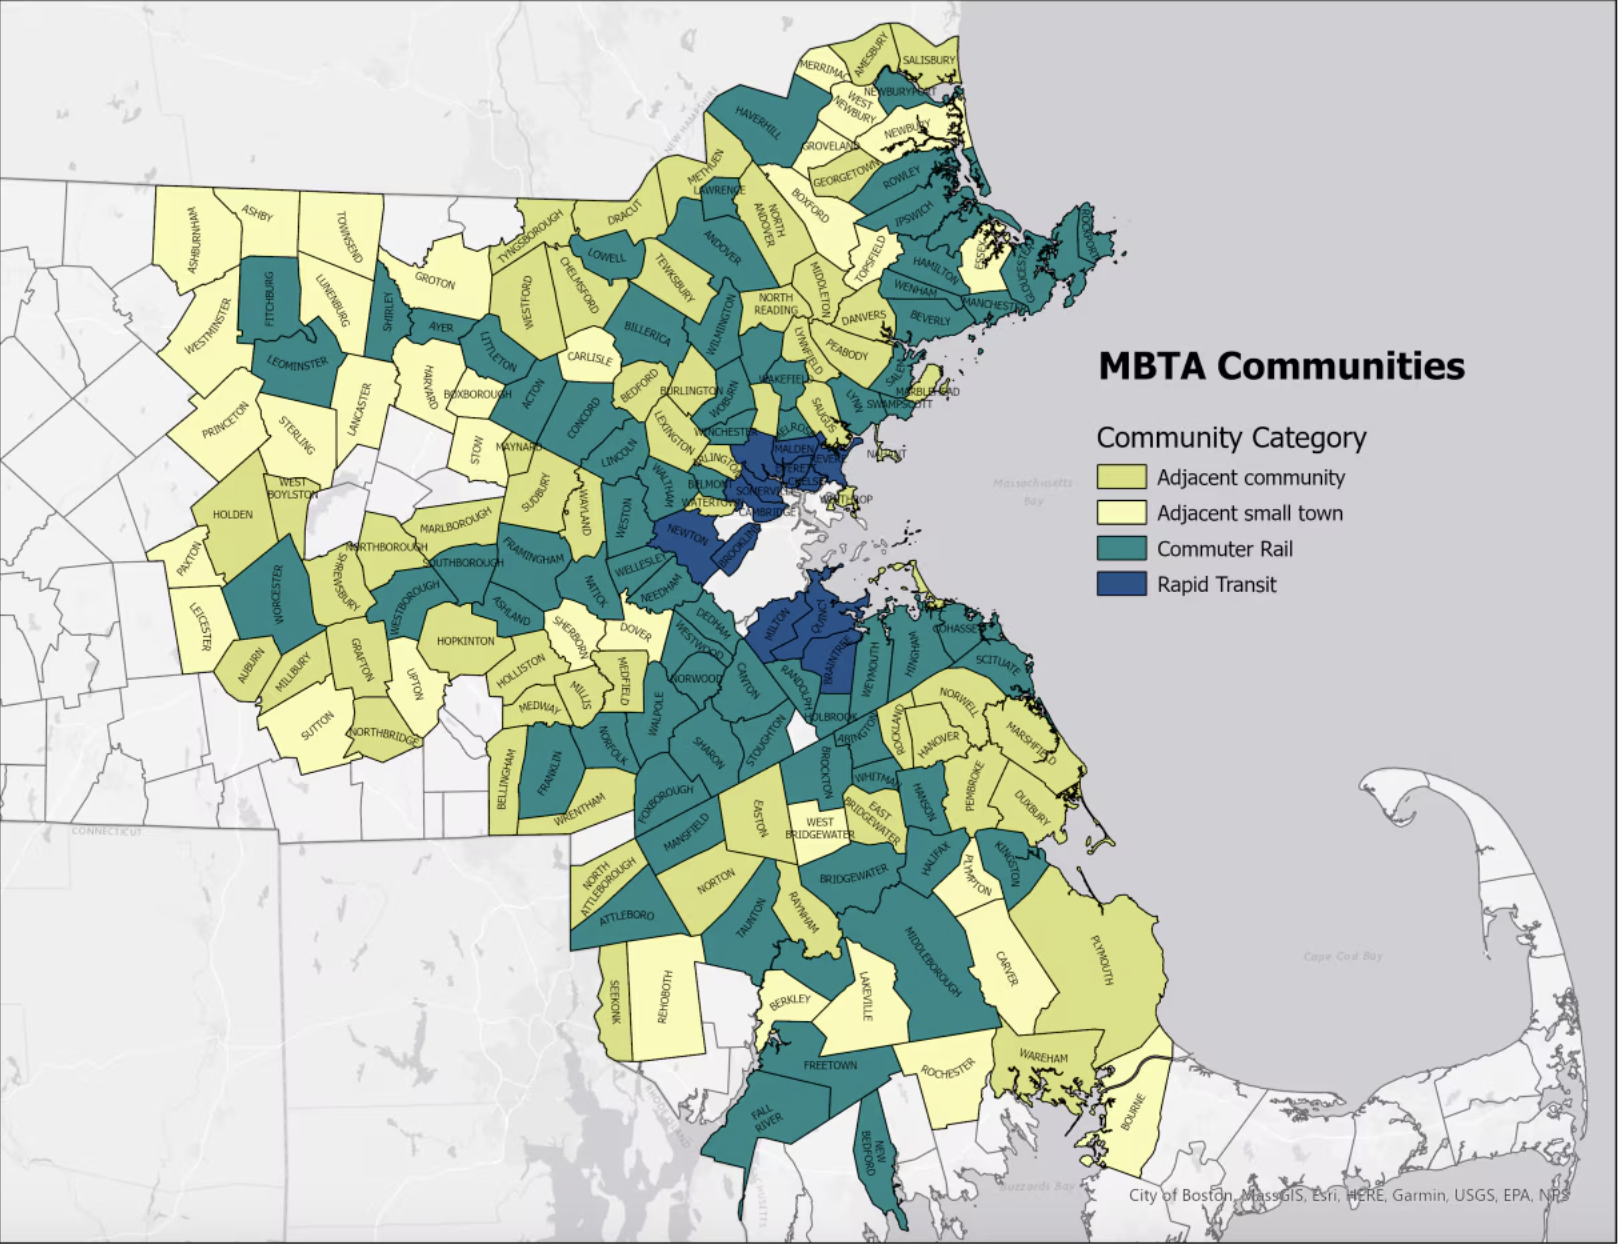 AMESBURY
SALISBURY
MERRIMAC
NEWBURYPORT
WEST
NEWBURY
NEW HAMPSHIRE
HAVERHILL
NEWBURY
GROVELAND
METHUEN
GEORGETOWN
ROWLEY
LAWRENCE
BOXFORD
ASHBURNHAM
ASHBY
TOWNSEND
TYNGSBOROUGH
DRACUT
NORTH
ANDOVER
IPSWICH
ROCKPORT
ANDOVER
TOPSFIELD
ESSEX
LOWELL
HAMILTON
GLOUCESTER
GROTON
CHELMSFORD
TEWKSBURY
MIDDLETON
WENHAM
FITCHBURG
LUNENBURG
SHIRLEY
WESTFORD
NORTH
READING
MANCHESTER
WESTMINSTER
AYER
BILLERICA
WILMINGTON
DANVERS
BEVERLY
LITTLETON
LYNNFIELD
PEABODY
LEOMINSTER
CARLISLE
MBTA Communities
SALEM
HARVARD
BOXBOROUGH
ACTON
BEDFORD
BURLINGTON
WOBURN
WAKEFIELD
MARBLEHEAD
LANCASTER
LYNN
SWAMPSCOTT
PRINCETON
STERLING
CONCORD
LEXINGTON
SAUGUS
WINCHESTER
MELROSE
Community Category
STOW
MAYNARD
LINCOLN
ARLINGTON
MALDEN
REVERE
NAHANT
EVERETT
Adjacent community
WEST
BOYLSTON
SUDBURY
WALTHAM
BELMONT
CHELSEA
SOMERVILLE
Massachusetts
Bay
HOLDEN
MARLBOROUGH
WAYLAND
WESTON
WATERTOWN
CAMBRIDGE
WINTHROP
Adjacent small town
NORTHBOROUGH
FRAMINGHAM
NEWTON
BROOKLINE
Commuter Rail
PAXTON
SOUTHBOROUGH
WELLESLEY
WORCESTER
SHREWSBURY
WESTBOROUGH
NATICK
NEEDHAM
Rapid Transit
LEICESTER
ASHLAND
DEDHAM
MILTON
QUINCY
HOPKINTON
SHERBORN
DOVER
WESTWOOD
COHASSET
HINGHAM
AUBURN
MILLBURY
GRAFTON
HOLLISTON
BRAINTREE
WEYMOUTH
SCITUATE
UPTON
MILLIS
MEDFIELD
NORWOOD
CANTON
RANDOLPH
MEDWAY
NORWELL
SUTTON
NORTHBRIDGE
WALPOLE
HOLBROOK
NORFOLK
SHARON
STOUGHTON
ABINGTON
ROCKLAND
HANOVER
MARSHFIELD
BELLINGHAM
FRANKLIN
BROCKTON
WHITMAN
FOXBOROUGH
HANSON
PEMBROKE
DUXBURY
WRENTHAM
EASTON
WEST
BRIDGEWATER
EAST
BRIDGEWATER
CONNECTICUT
MANSFIELD
HALIFAX
KINGSTON
NORTH
ATTLEBOROUGH
NORTON
BRIDGEWATER
PLYMPTON
ATTLEBORO
TAUNTON
RAYNHAM
MIDDLEBOROUGH
CARVER
PLYMOUTH
Cape Cod Bay
SEEKONK
REHOBOTH
BERKLEY
LAKEVILLE
FREETOWN
ROCHESTER
WAREHAM
RHODE ISLAND
FALL
RIVER
BOURNE
NEW
BEDFORD
Buzzards Bay
City of Boston, MassGIS, Esri, HERE, Garmin, USGS, EPA, NPS